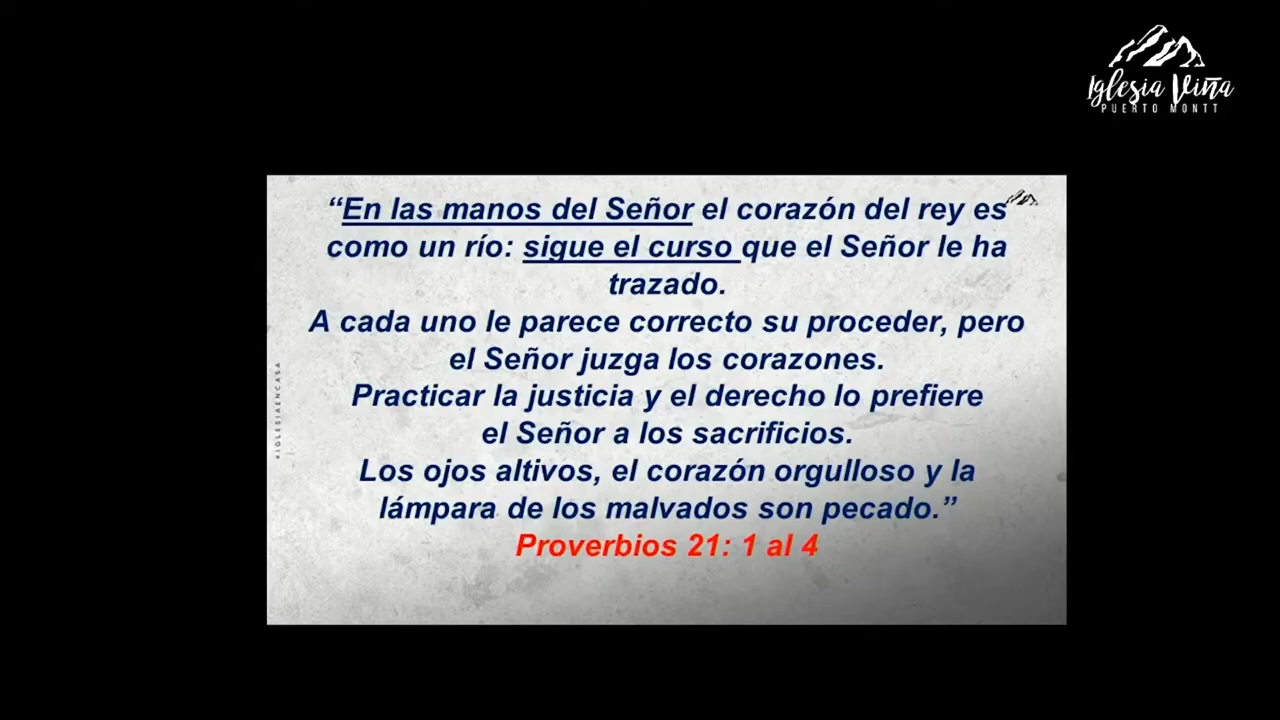 Iglesia Viña
PUERTO MONTT
“En las manos del Señor el corazón del rey es
como un río: sigue el curso que el Señor le ha
trazado.
A cada uno le parece correcto su proceder, pero
el Señor juzga los corazones.
Practicar la justicia y el derecho lo prefiere
el Señor a los sacrificios.
Los ojos altivos, el corazón orgulloso y la
lámpara de los malvados son pecado.”
Proverbios 21: 1 al 4
#IGLESIAENCASA